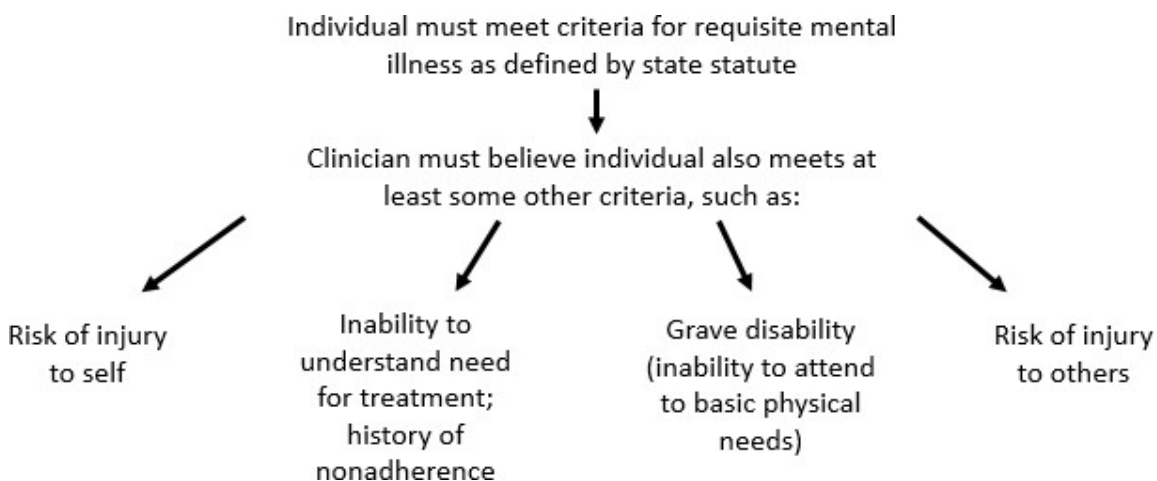 Individual must meet criteria for requisite mental
illness as defined by state statute
Clinician must believe individual also meets at
least some other criteria, such as:
Risk of injury
to self
Inability to
understand need
for treatment;
history of
nonadherence
Grave disability
(inability to attend
to basic physical
needs)
Risk of injury
to others